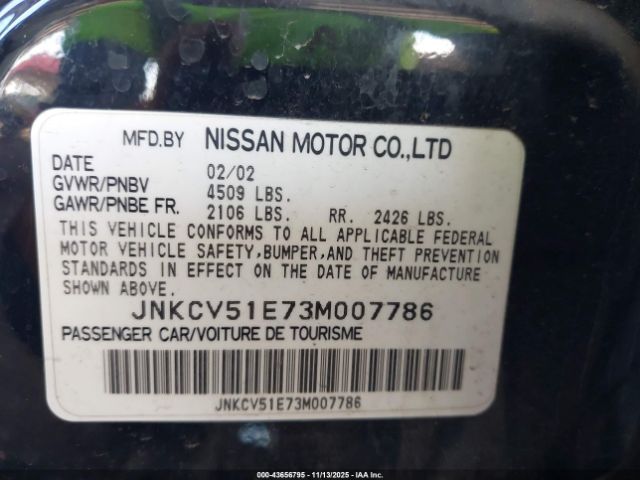 MFD.BY NISSAN MOTOR CO.,LTD
DATE 02/02
GVWR/PNBV 4509 LBS.
GAWR/PNBE FR. 2106 LBS. RR. 2426 LBS.
THIS VEHICLE CONFORMS TO ALL APPLICABLE FEDERAL
MOTOR VEHICLE SAFETY,BUMPER,AND THEFT PREVENTION
STANDARDS IN EFFECT ON THE DATE OF MANUFACTURE
SHOWN ABOVE.
JNKCV51E73M007786
PASSENGER CAR/VOITURE DE TOURISME
JNKCV51E73M007786
000-43656795 - 11/13/2025 - IAA Inc.